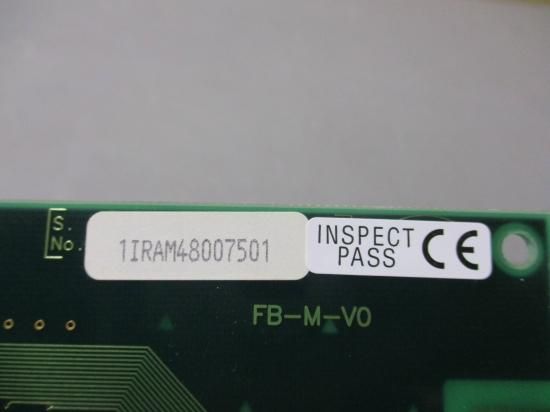 S.
No.
1IRAM48007501
INSPECT
PASS
CE
FB-M-V0